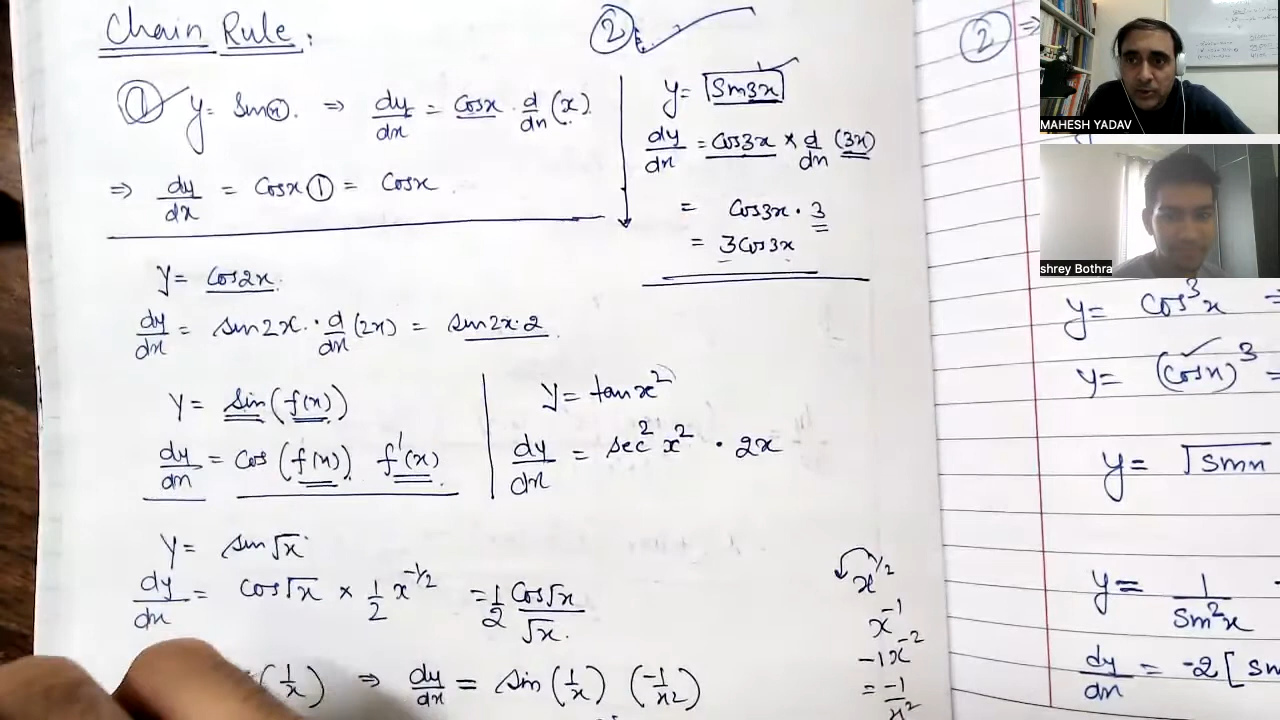 Chain Rule:
① y = Sin(x). ⇒ dy/dx = Cosx · d/dx (x).
⇒ dy/dx = Cosx ① = Cosx.
②
y = Sin3x
dy/dx = Cos3x × d/dx (3x)
= Cos3x · 3
= 3Cos3x
y = Cos2x.
dy/dx = Sin2x · d/dx (2x) = Sin2x·2
y = Sin(f(x))
dy/dx = Cos(f(x)) f'(x)
y = tanx²
dy/dx = Sec²x² · 2x
y = Sin√x
dy/dx = Cos√x × 1/2 x^-1/2 = 1/2 Cos√x/√x.
(1/x) ⇒ dy/dx = Sin(1/x) (-1/x²)
x^1/2
x^-1
-1x^-2
= -1/x²
② ⇒
y = Cos³x =
y = (Cosx)³ =
y = √Sinx
y = 1/Sin²x
dy/dx = -2[Sin
MAHESH YADAV
shrey Bothra